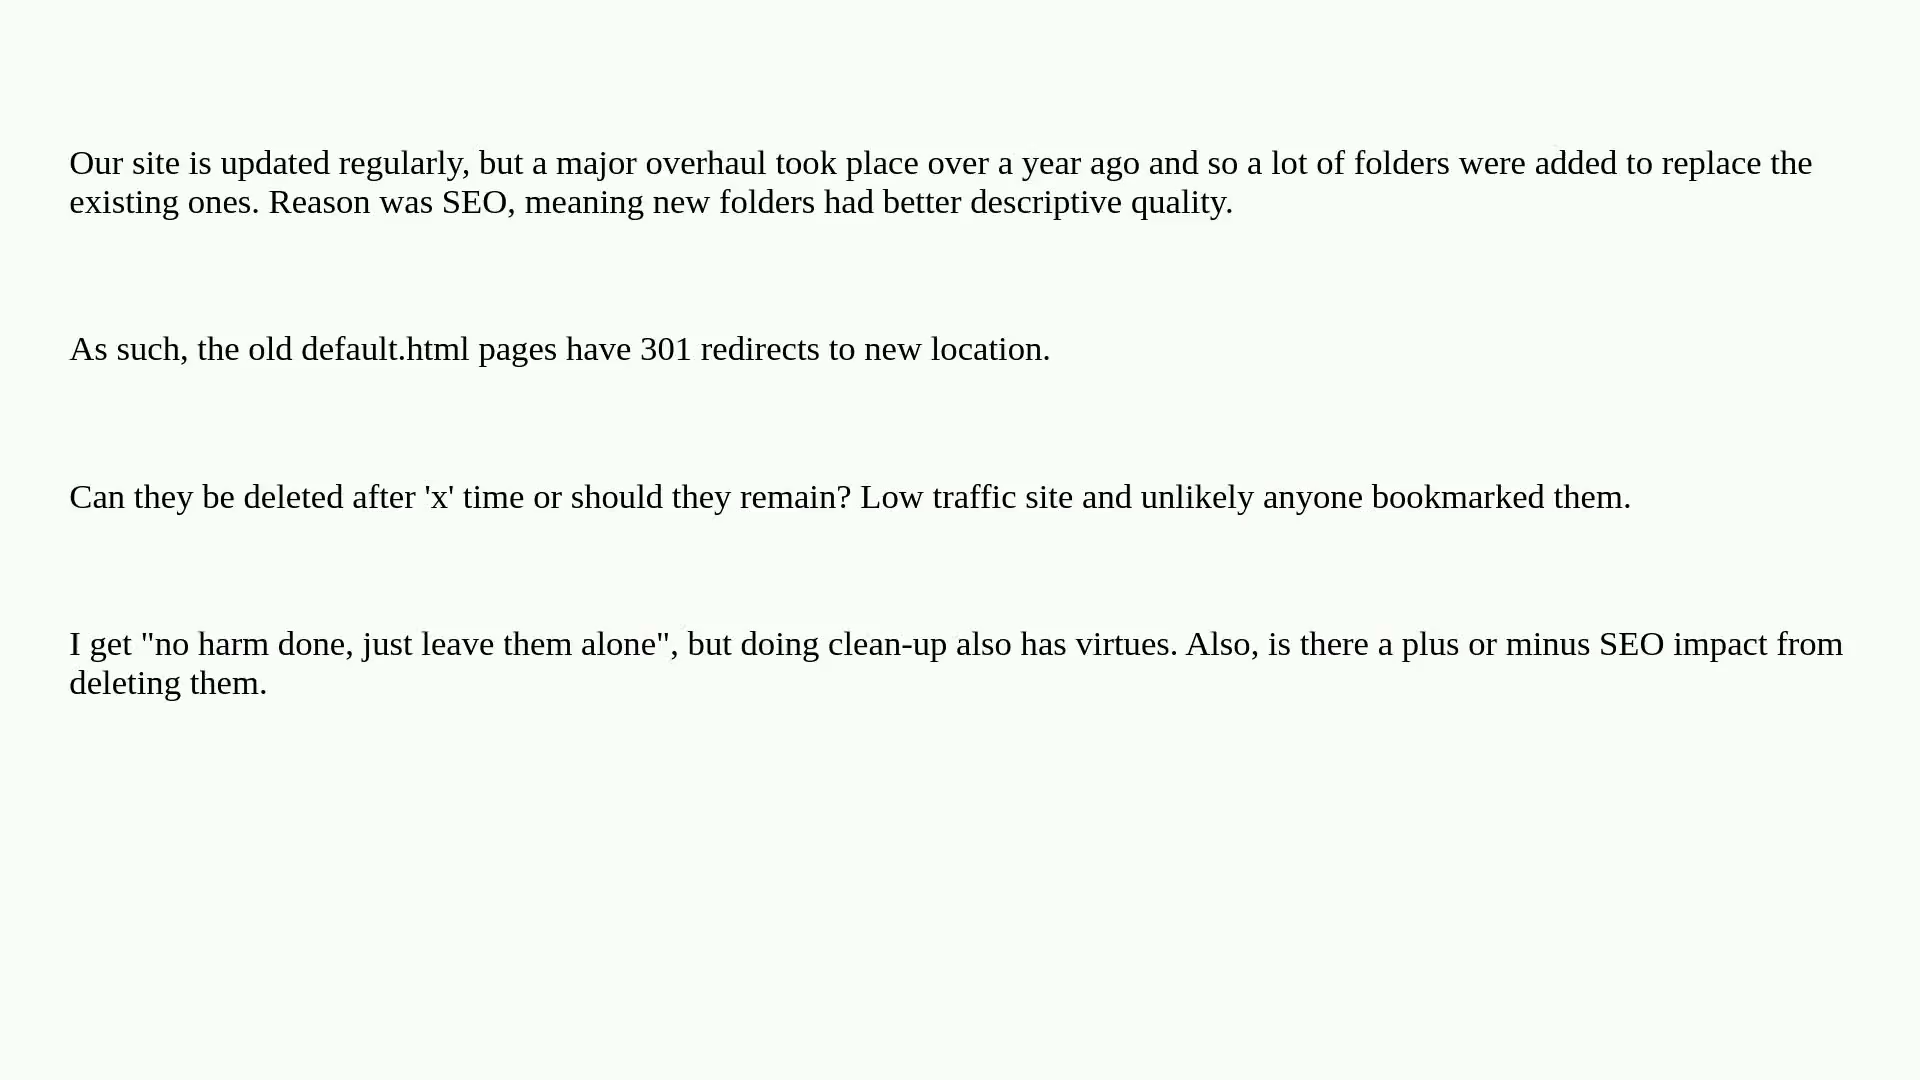 Our site is updated regularly, but a major overhaul took place over a year ago and so a lot of folders were added to replace the
existing ones. Reason was SEO, meaning new folders had better descriptive quality.
As such, the old default.html pages have 301 redirects to new location.
Can they be deleted after 'x' time or should they remain? Low traffic site and unlikely anyone bookmarked them.
I get "no harm done, just leave them alone", but doing clean-up also has virtues. Also, is there a plus or minus SEO impact from
deleting them.